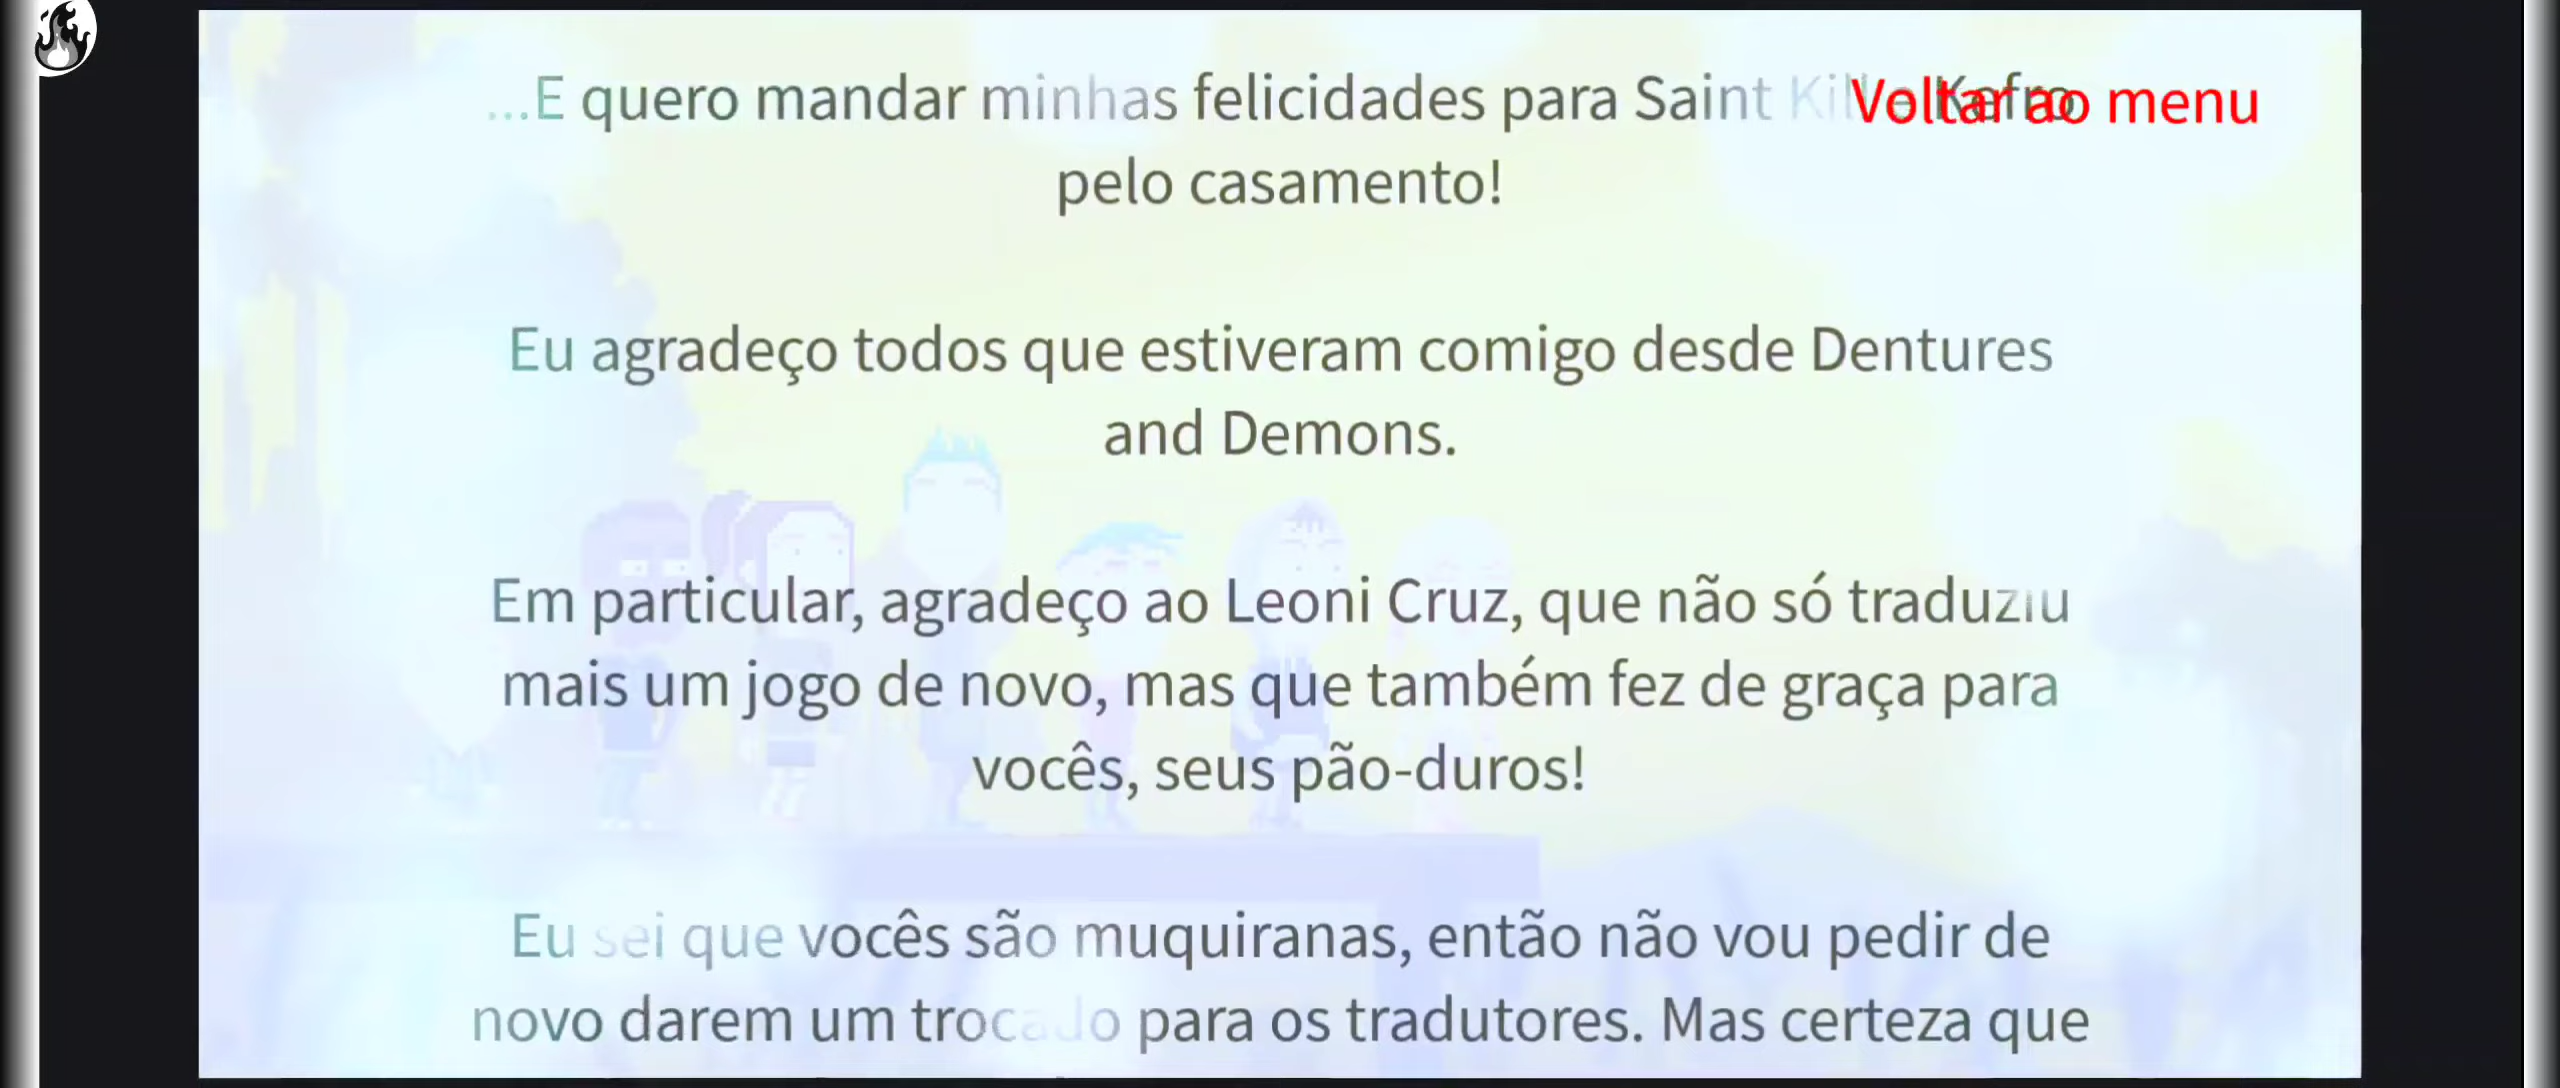 ...E quero mandar minhas felicidades para Saint Kefro
Voltar ao menu
pelo casamento!
Eu agradeço todos que estiveram comigo desde Dentures
and Demons.
Em particular, agradeço ao Leoni Cruz, que não só traduziu
mais um jogo de novo, mas que também fez de graça para
vocês, seus pão-duros!
Eu sei que vocês são muquiranas, então não vou pedir de
novo darem um trocado para os tradutores. Mas certeza que